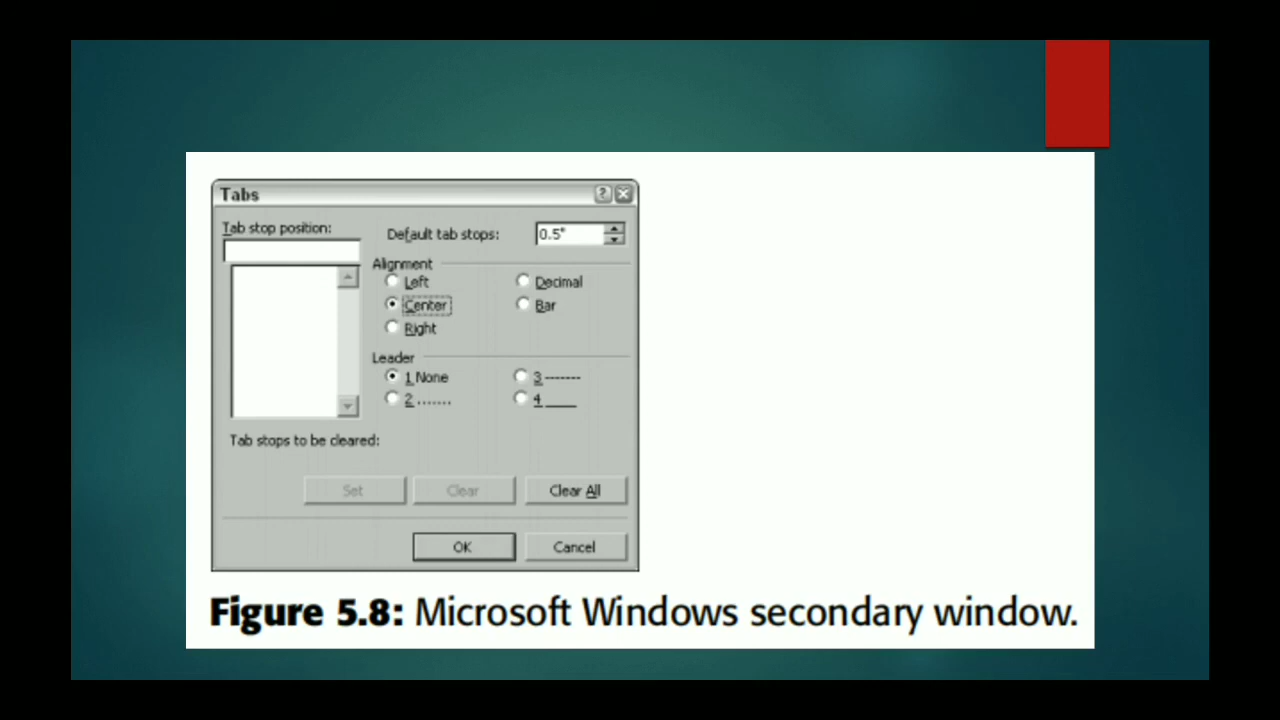 Tabs
Tab stop position:
Default tab stops: 0.5"
Alignment
Left
Decimal
Center
Bar
Right
Leader
1 None
3 -------
2 .......
4 ____
Tab stops to be cleared:
Set
Clear
Clear All
OK
Cancel
Figure 5.8: Microsoft Windows secondary window.